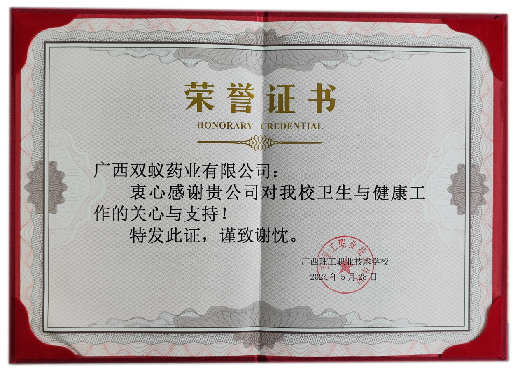 荣誉证书
HONORARY CREDENTIAL
广西双蚁药业有限公司:
衷心感谢贵公司对我校卫生与健康工
作的关心与支持!
特发此证,谨致谢忱。